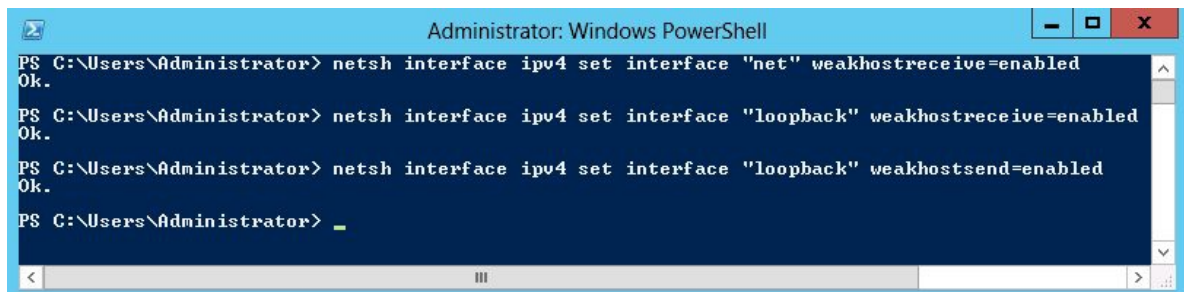 Administrator: Windows PowerShell
PS C:\Users\Administrator> netsh interface ipv4 set interface "net" weakhostreceive=enabled
Ok.
PS C:\Users\Administrator> netsh interface ipv4 set interface "loopback" weakhostreceive=enabled
Ok.
PS C:\Users\Administrator> netsh interface ipv4 set interface "loopback" weakhostsend=enabled
Ok.
PS C:\Users\Administrator> _